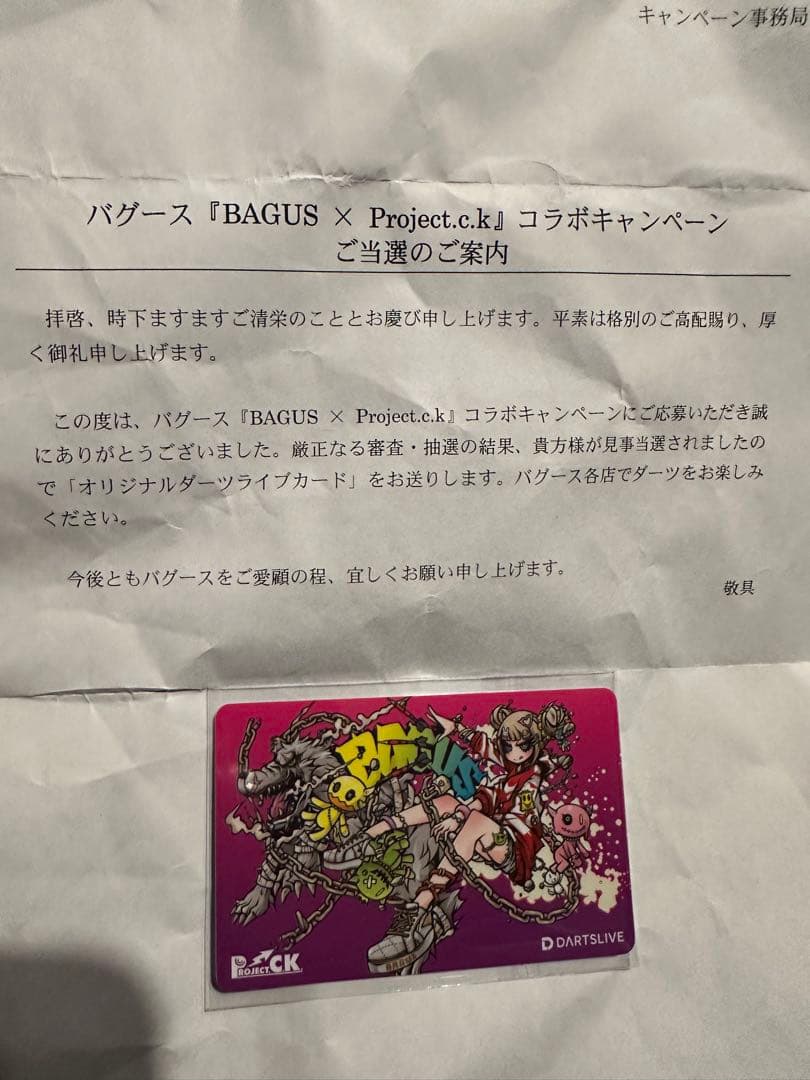 キャンペーン事務局
バグース『BAGUS × Project.c.k』コラボキャンペーン
ご当選のご案内
拝啓、時下ますますご清栄のこととお慶び申し上げます。平素は格別のご高配賜り、厚
く御礼申し上げます。
この度は、バグース『BAGUS × Project.c.k』コラボキャンペーンにご応募いただき誠
にありがとうございました。厳正なる審査・抽選の結果、貴方様が見事当選されましたの
で「オリジナルダーツライブカード」をお送りします。バグース各店でダーツをお楽しみ
ください。
今後ともバグースをご愛顧の程、宜しくお願い申し上げます。
敬具
BAGUS
BAGUS
PROJECT.CK
DARTSLIVE